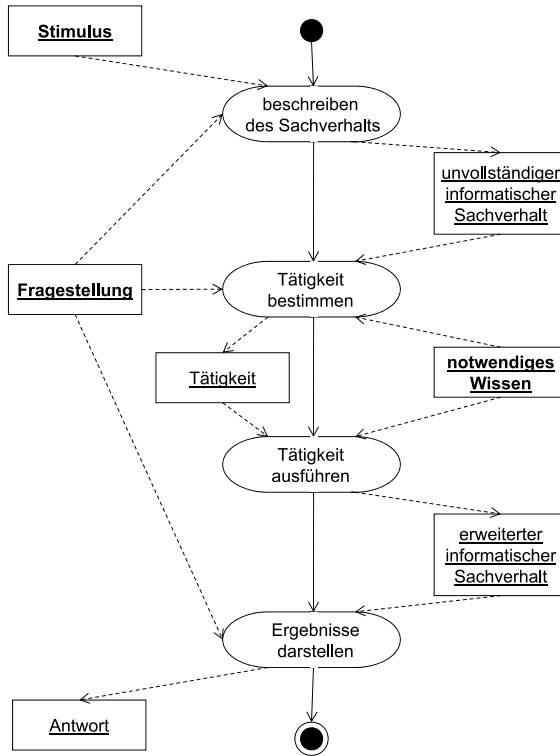 Stimulus
beschreiben
des Sachverhalts
unvollständiger
informatischer
Sachverhalt
Fragestellung
Tätigkeit
bestimmen
Tätigkeit
notwendiges
Wissen
Tätigkeit
ausführen
erweiterter
informatischer
Sachverhalt
Ergebnisse
darstellen
Antwort